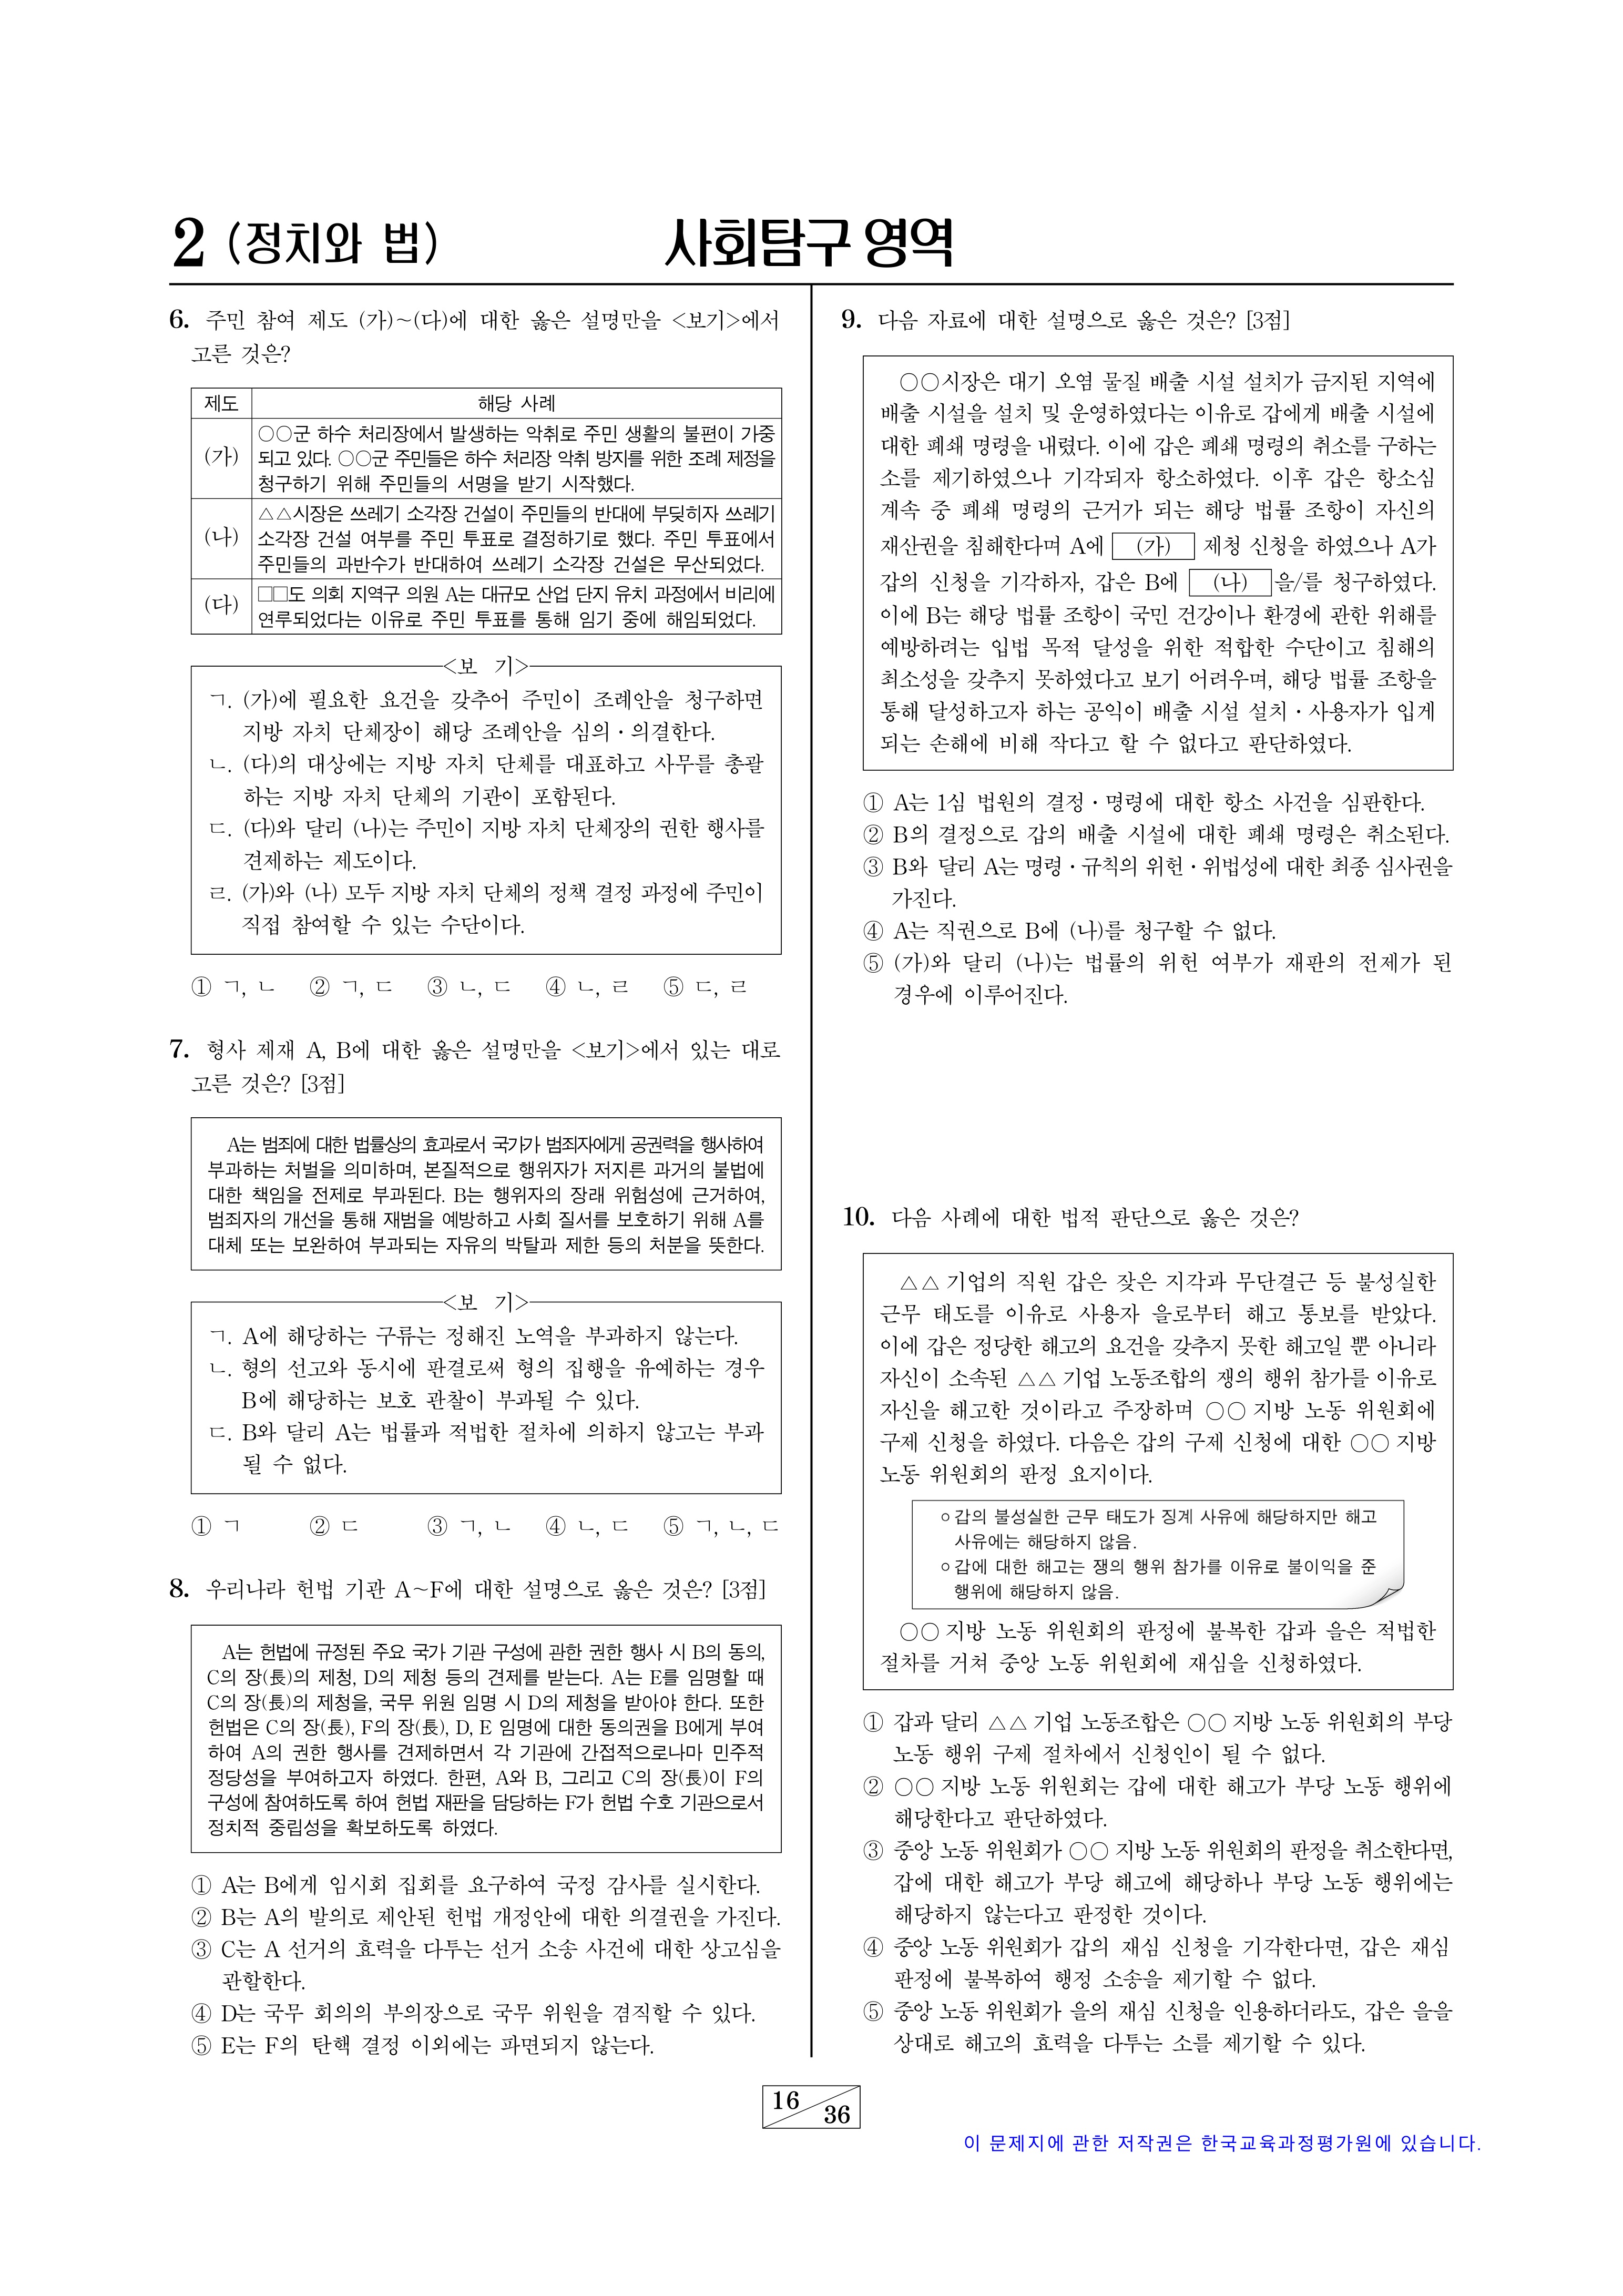 2 (정치와 법)
사회탐구 영역
6. 주민 참여 제도 (가)~(다)에 대한 옳은 설명만을 <보기>에서
고른 것은?
제도 해당 사례
(가) ○○군 하수 처리장에서 발생하는 악취로 주민 생활의 불편이 가중
되고 있다. ○○군 주민들은 하수 처리장 악취 방지를 위한 조례 제정을
청구하기 위해 주민들의 서명을 받기 시작했다.
(나) △△시장은 쓰레기 소각장 건설이 주민들의 반대에 부딪히자 쓰레기
소각장 건설 여부를 주민 투표로 결정하기로 했다. 주민 투표에서
주민들의 과반수가 반대하여 쓰레기 소각장 건설은 무산되었다.
(다) □□도 의회 지역구 의원 A는 대규모 산업 단지 유치 과정에서 비리에
연루되었다는 이유로 주민 투표를 통해 임기 중에 해임되었다.
<보 기>
ㄱ. (가)에 필요한 요건을 갖추어 주민이 조례안을 청구하면
지방 자치 단체장이 해당 조례안을 심의・의결한다.
ㄴ. (다)의 대상에는 지방 자치 단체를 대표하고 사무를 총괄
하는 지방 자치 단체의 기관이 포함된다.
ㄷ. (다)와 달리 (나)는 주민이 지방 자치 단체장의 권한 행사를
견제하는 제도이다.
ㄹ. (가)와 (나) 모두 지방 자치 단체의 정책 결정 과정에 주민이
직접 참여할 수 있는 수단이다.
① ㄱ, ㄴ ② ㄱ, ㄷ ③ ㄴ, ㄷ ④ ㄴ, ㄹ ⑤ ㄷ, ㄹ
7. 형사 제재 A, B에 대한 옳은 설명만을 <보기>에서 있는 대로
고른 것은? [3점]
A는 범죄에 대한 법률상의 효과로서 국가가 범죄자에게 공권력을 행사하여
부과하는 처벌을 의미하며, 본질적으로 행위자가 저지른 과거의 불법에
대한 책임을 전제로 부과된다. B는 행위자의 장래 위험성에 근거하여,
범죄자의 개선을 통해 재범을 예방하고 사회 질서를 보호하기 위해 A를
대체 또는 보완하여 부과되는 자유의 박탈과 제한 등의 처분을 뜻한다.
<보 기>
ㄱ. A에 해당하는 구류는 정해진 노역을 부과하지 않는다.
ㄴ. 형의 선고와 동시에 판결로써 형의 집행을 유예하는 경우
B에 해당하는 보호 관찰이 부과될 수 있다.
ㄷ. B와 달리 A는 법률과 적법한 절차에 의하지 않고는 부과
될 수 없다.
① ㄱ ② ㄷ ③ ㄱ, ㄴ ④ ㄴ, ㄷ ⑤ ㄱ, ㄴ, ㄷ
8. 우리나라 헌법 기관 A~F에 대한 설명으로 옳은 것은? [3점]
A는 헌법에 규정된 주요 국가 기관 구성에 관한 권한 행사 시 B의 동의,
C의 장(長)의 제청, D의 제청 등의 견제를 받는다. A는 E를 임명할 때
C의 장(長)의 제청을, 국무 위원 임명 시 D의 제청을 받아야 한다. 또한
헌법은 C의 장(長), F의 장(長), D, E 임명에 대한 동의권을 B에게 부여
하여 A의 권한 행사를 견제하면서 각 기관에 간접적으로나마 민주적
정당성을 부여하고자 하였다. 한편, A와 B, 그리고 C의 장(長)이 F의
구성에 참여하도록 하여 헌법 재판을 담당하는 F가 헌법 수호 기관으로서
정치적 중립성을 확보하도록 하였다.
① A는 B에게 임시회 집회를 요구하여 국정 감사를 실시한다.
② B는 A의 발의로 제안된 헌법 개정안에 대한 의결권을 가진다.
③ C는 A 선거의 효력을 다투는 선거 소송 사건에 대한 상고심을
관할한다.
④ D는 국무 회의의 부의장으로 국무 위원을 겸직할 수 있다.
⑤ E는 F의 탄핵 결정 이외에는 파면되지 않는다.
9. 다음 자료에 대한 설명으로 옳은 것은? [3점]
○○시장은 대기 오염 물질 배출 시설 설치가 금지된 지역에
배출 시설을 설치 및 운영하였다는 이유로 갑에게 배출 시설에
대한 폐쇄 명령을 내렸다. 이에 갑은 폐쇄 명령의 취소를 구하는
소를 제기하였으나 기각되자 항소하였다. 이후 갑은 항소심
계속 중 폐쇄 명령의 근거가 되는 해당 법률 조항이 자신의
재산권을 침해한다며 A에 (가) 제청 신청을 하였으나 A가
갑의 신청을 기각하자, 갑은 B에 (나) 을/를 청구하였다.
이에 B는 해당 법률 조항이 국민 건강이나 환경에 관한 위해를
예방하려는 입법 목적 달성을 위한 적합한 수단이고 침해의
최소성을 갖추지 못하였다고 보기 어려우며, 해당 법률 조항을
통해 달성하고자 하는 공익이 배출 시설 설치・사용자가 입게
되는 손해에 비해 작다고 할 수 없다고 판단하였다.
① A는 1심 법원의 결정・명령에 대한 항소 사건을 심판한다.
② B의 결정으로 갑의 배출 시설에 대한 폐쇄 명령은 취소된다.
③ B와 달리 A는 명령・규칙의 위헌・위법성에 대한 최종 심사권을
가진다.
④ A는 직권으로 B에 (나)를 청구할 수 없다.
⑤ (가)와 달리 (나)는 법률의 위헌 여부가 재판의 전제가 된
경우에 이루어진다.
10. 다음 사례에 대한 법적 판단으로 옳은 것은?
△△ 기업의 직원 갑은 잦은 지각과 무단결근 등 불성실한
근무 태도를 이유로 사용자 을로부터 해고 통보를 받았다.
이에 갑은 정당한 해고의 요건을 갖추지 못한 해고일 뿐 아니라
자신이 소속된 △△ 기업 노동조합의 쟁의 행위 참가를 이유로
자신을 해고한 것이라고 주장하며 ○○ 지방 노동 위원회에
구제 신청을 하였다. 다음은 갑의 구제 신청에 대한 ○○ 지방
노동 위원회의 판정 요지이다.
○ 갑의 불성실한 근무 태도가 징계 사유에 해당하지만 해고
사유에는 해당하지 않음.
○ 갑에 대한 해고는 쟁의 행위 참가를 이유로 불이익을 준
행위에 해당하지 않음.
○○ 지방 노동 위원회의 판정에 불복한 갑과 을은 적법한
절차를 거쳐 중앙 노동 위원회에 재심을 신청하였다.
① 갑과 달리 △△ 기업 노동조합은 ○○ 지방 노동 위원회의 부당
노동 행위 구제 절차에서 신청인이 될 수 없다.
② ○○ 지방 노동 위원회는 갑에 대한 해고가 부당 노동 행위에
해당한다고 판단하였다.
③ 중앙 노동 위원회가 ○○ 지방 노동 위원회의 판정을 취소한다면,
갑에 대한 해고가 부당 해고에 해당하나 부당 노동 행위에는
해당하지 않는다고 판정한 것이다.
④ 중앙 노동 위원회가 갑의 재심 신청을 기각한다면, 갑은 재심
판정에 불복하여 행정 소송을 제기할 수 없다.
⑤ 중앙 노동 위원회가 을의 재심 신청을 인용하더라도, 갑은 을을
상대로 해고의 효력을 다투는 소를 제기할 수 있다.
16 36
이 문제지에 관한 저작권은 한국교육과정평가원에 있습니다.